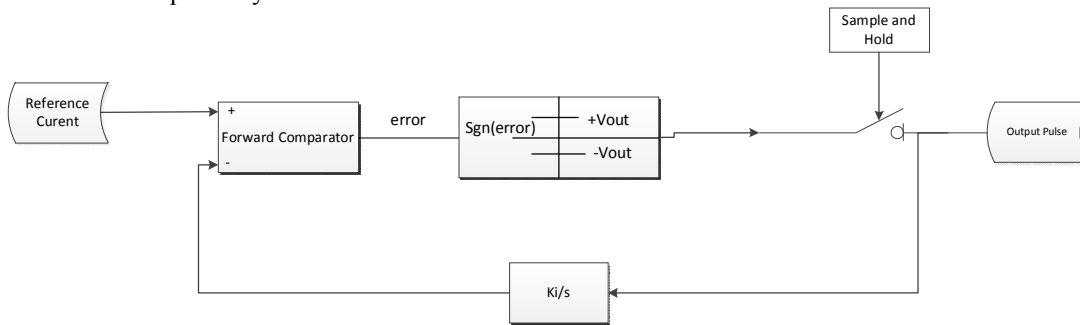 Sample and
Hold
Reference
Curent
+
Forward Comparator
-
error
Sgn(error)
+Vout
-Vout
Output Pulse
Ki/s